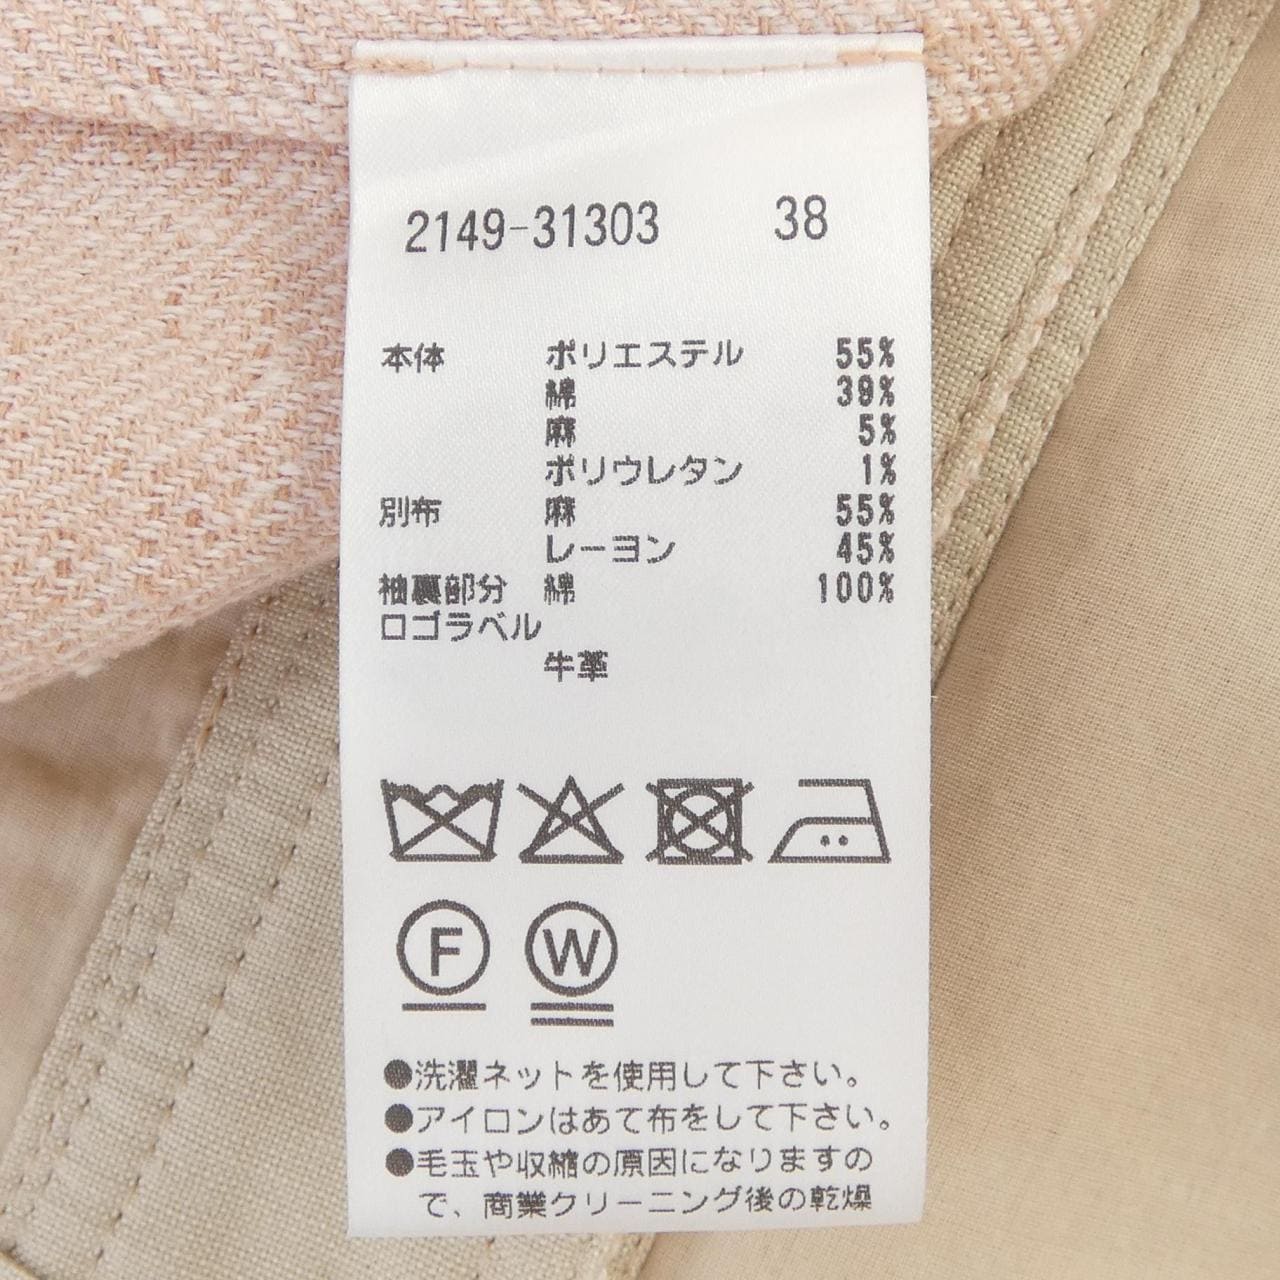 2149-31303 38
本体 ポリエステル 55%
綿 39%
麻 5%
ポリウレタン 1%
別布 麻 55%
レーヨン 45%
袖裏部分 綿 100%
ロゴラベル
牛革
F W
●洗濯ネットを使用して下さい。
●アイロンはあて布をして下さい。
●毛玉や収縮の原因になりますの
で、商業クリーニング後の乾燥